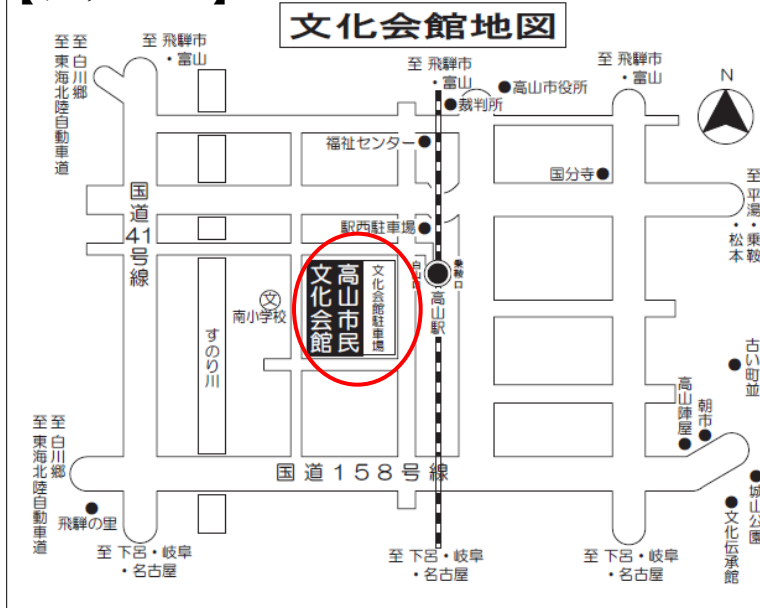 文化会館地図
至 白川郷
至 東海北陸自動車道
至 飛騨市
・富山
至 飛騨市
・富山
至 飛騨市
・富山
N
高山市役所
裁判所
福祉センター
国分寺
至 平湯・乗鞍
・松本
国道41号線
駅西駐車場
白山口
乗鞍口
高山駅
文化会館駐車場
高山市民
文化会館
文
南小学校
すのり川
古い町並
高山陣屋
朝市
至 白川郷
至 東海北陸自動車道
国道158号線
飛騨の里
城山公園
文化伝承館
至 下呂・岐阜
・名古屋
至 下呂・岐阜
・名古屋
至 下呂・岐阜
・名古屋